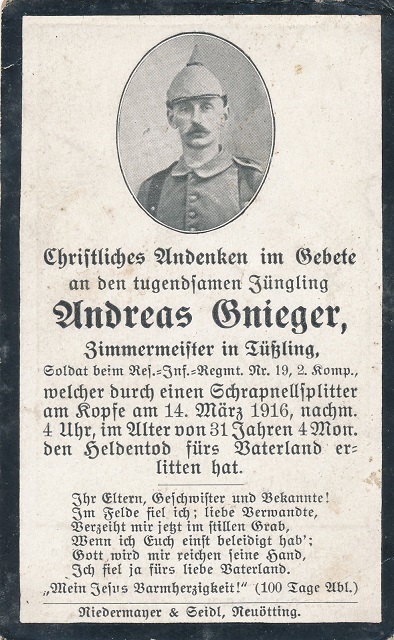 Christliches Andenken im Gebete
an den tugendsamen Jüngling
Andreas Gnieger,
Zimmermeister in Tüßling,
Soldat beim Res.-Inf.-Regmt. Nr. 19, 2. Komp.,
welcher durch einen Schrapnellsplitter
am Kopfe am 14. März 1916, nachm.
4 Uhr, im Alter von 31 Jahren 4 Mon.
den Heldentod fürs Vaterland er-
litten hat.
Ihr Eltern, Geschwister und Bekannte!
Im Felde fiel ich; liebe Verwandte,
Verzeiht mir jetzt im stillen Grab,
Wenn ich Euch einst beleidigt hab';
Gott wird mir reichen seine Hand,
Ich fiel ja fürs liebe Vaterland.
„Mein Jesus Barmherzigkeit!" (100 Tage Abl.)
Niedermayer & Seidl, Neuötting.